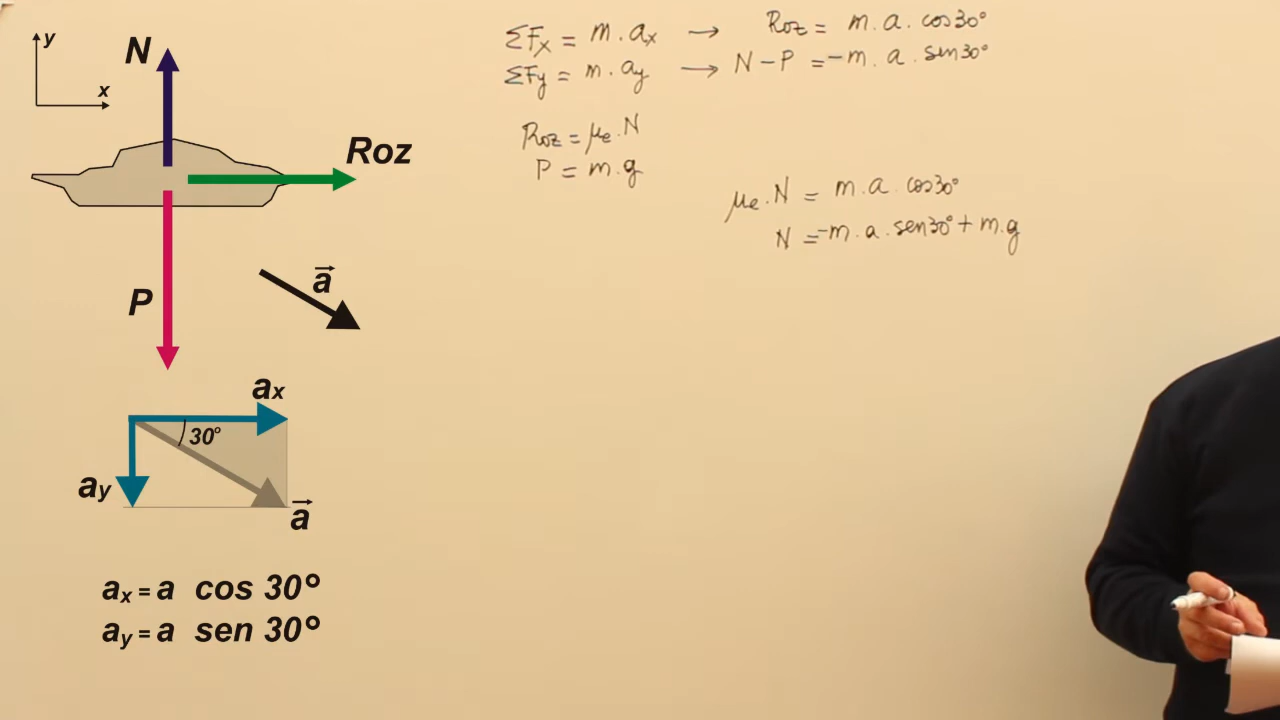 y
x
N
Roz
P
a
ax
30°
ay
a
ax = a cos 30°
ay = a sen 30°
ΣFx = m . ax → Roz = m . a . cos30°
ΣFy = m . ay → N - P = -m . a . sen30°
Roz = μe . N
P = m . g
μe . N = m . a . cos30°
N = -m . a . sen30° + m . g